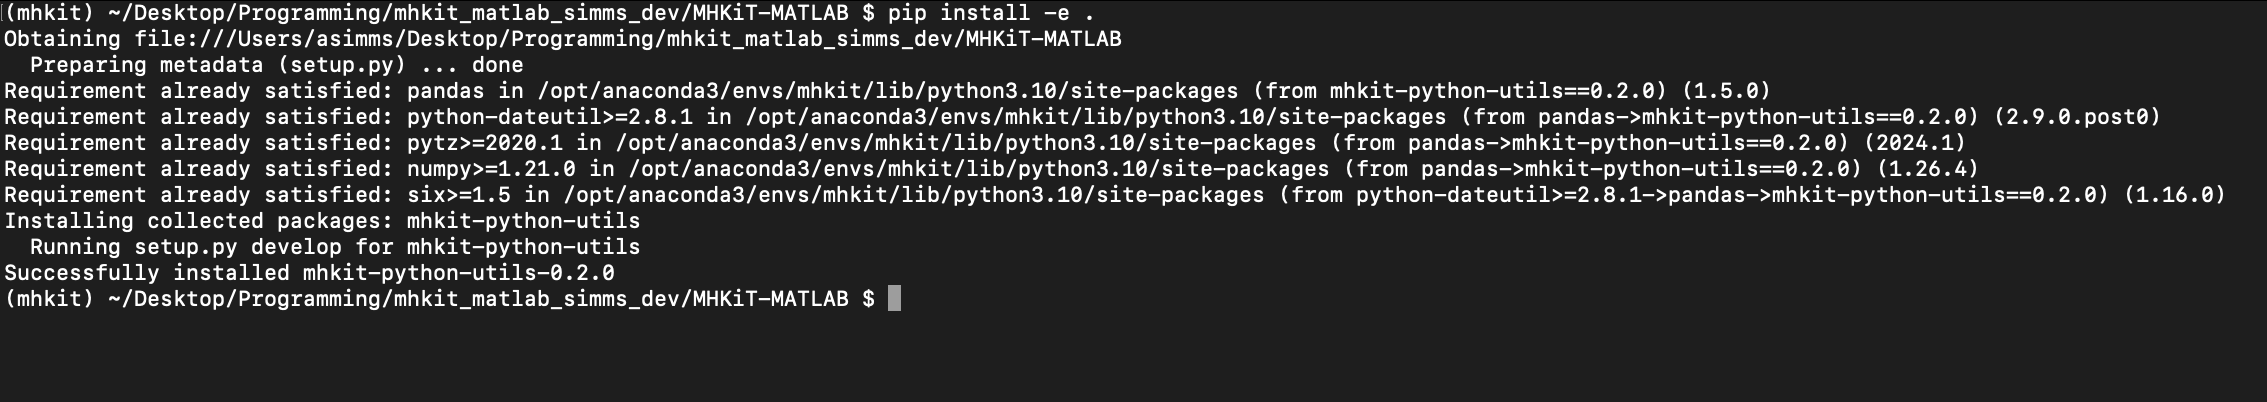 (mhkit) ~/Desktop/Programming/mhkit_matlab_simms_dev/MHKiT-MATLAB $ pip install -e .
Obtaining file:///Users/asimms/Desktop/Programming/mhkit_matlab_simms_dev/MHKiT-MATLAB
  Preparing metadata (setup.py) ... done
Requirement already satisfied: pandas in /opt/anaconda3/envs/mhkit/lib/python3.10/site-packages (from mhkit-python-utils==0.2.0) (1.5.0)
Requirement already satisfied: python-dateutil>=2.8.1 in /opt/anaconda3/envs/mhkit/lib/python3.10/site-packages (from pandas->mhkit-python-utils==0.2.0) (2.9.0.post0)
Requirement already satisfied: pytz>=2020.1 in /opt/anaconda3/envs/mhkit/lib/python3.10/site-packages (from pandas->mhkit-python-utils==0.2.0) (2024.1)
Requirement already satisfied: numpy>=1.21.0 in /opt/anaconda3/envs/mhkit/lib/python3.10/site-packages (from pandas->mhkit-python-utils==0.2.0) (1.26.4)
Requirement already satisfied: six>=1.5 in /opt/anaconda3/envs/mhkit/lib/python3.10/site-packages (from python-dateutil>=2.8.1->pandas->mhkit-python-utils==0.2.0) (1.16.0)
Installing collected packages: mhkit-python-utils
  Running setup.py develop for mhkit-python-utils
Successfully installed mhkit-python-utils-0.2.0
(mhkit) ~/Desktop/Programming/mhkit_matlab_simms_dev/MHKiT-MATLAB $